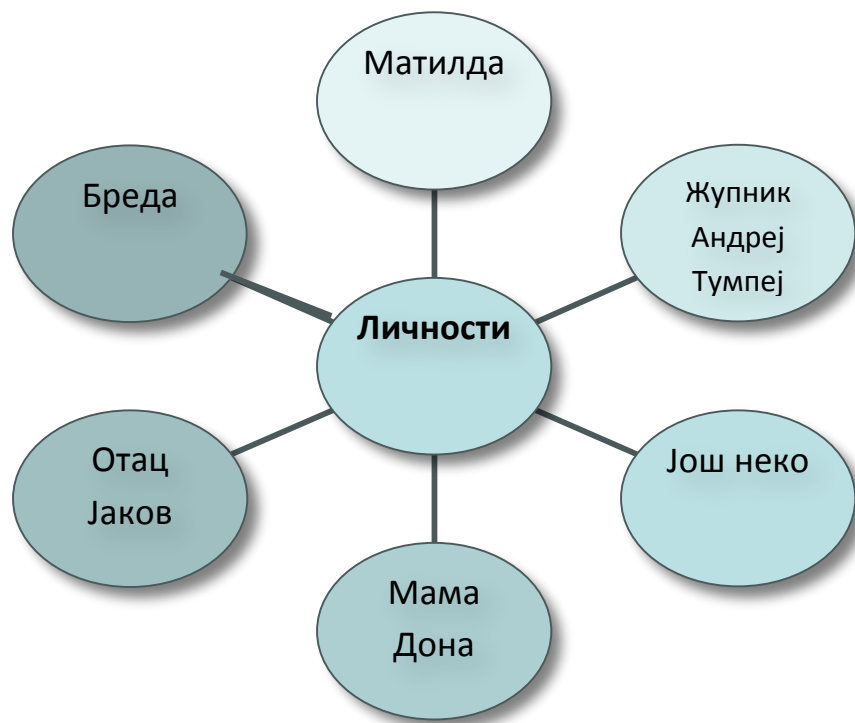 Матилда
Жупник
Андреј
Тумпеј
Још неко
Мама
Дона
Отац
Јаков
Бреда
Личности